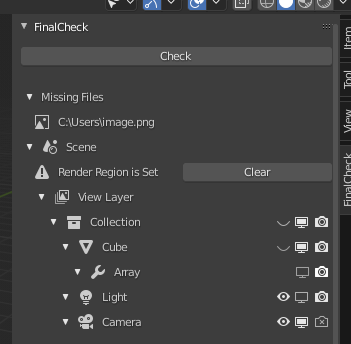 FinalCheck
Check
Missing Files
C:\Users\image.png
Scene
Render Region is Set
Clear
View Layer
Collection
Cube
Array
Light
Camera
Item
Tool
View
FinalCheck